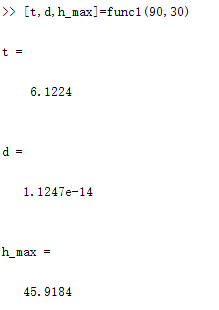 >> [t,d,h_max]=func1(90,30)
t =
6.1224
d =
1.1247e-14
h_max =
45.9184